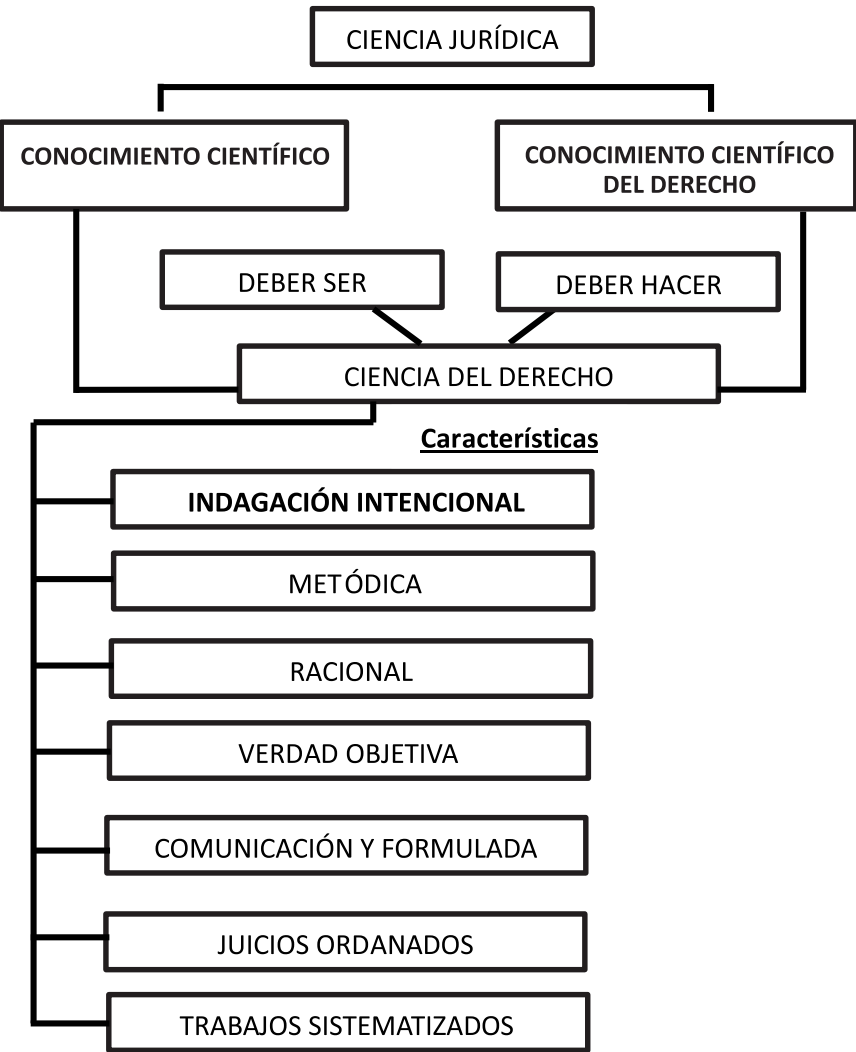 CIENCIA JURÍDICA
CONOCIMIENTO CIENTÍFICO
CONOCIMIENTO CIENTÍFICO
DEL DERECHO
DEBER SER
DEBER HACER
CIENCIA DEL DERECHO
Características
INDAGACIÓN INTENCIONAL
METÓDICA
RACIONAL
VERDAD OBJETIVA
COMUNICACIÓN Y FORMULADA
JUICIOS ORDANADOS
TRABAJOS SISTEMATIZADOS